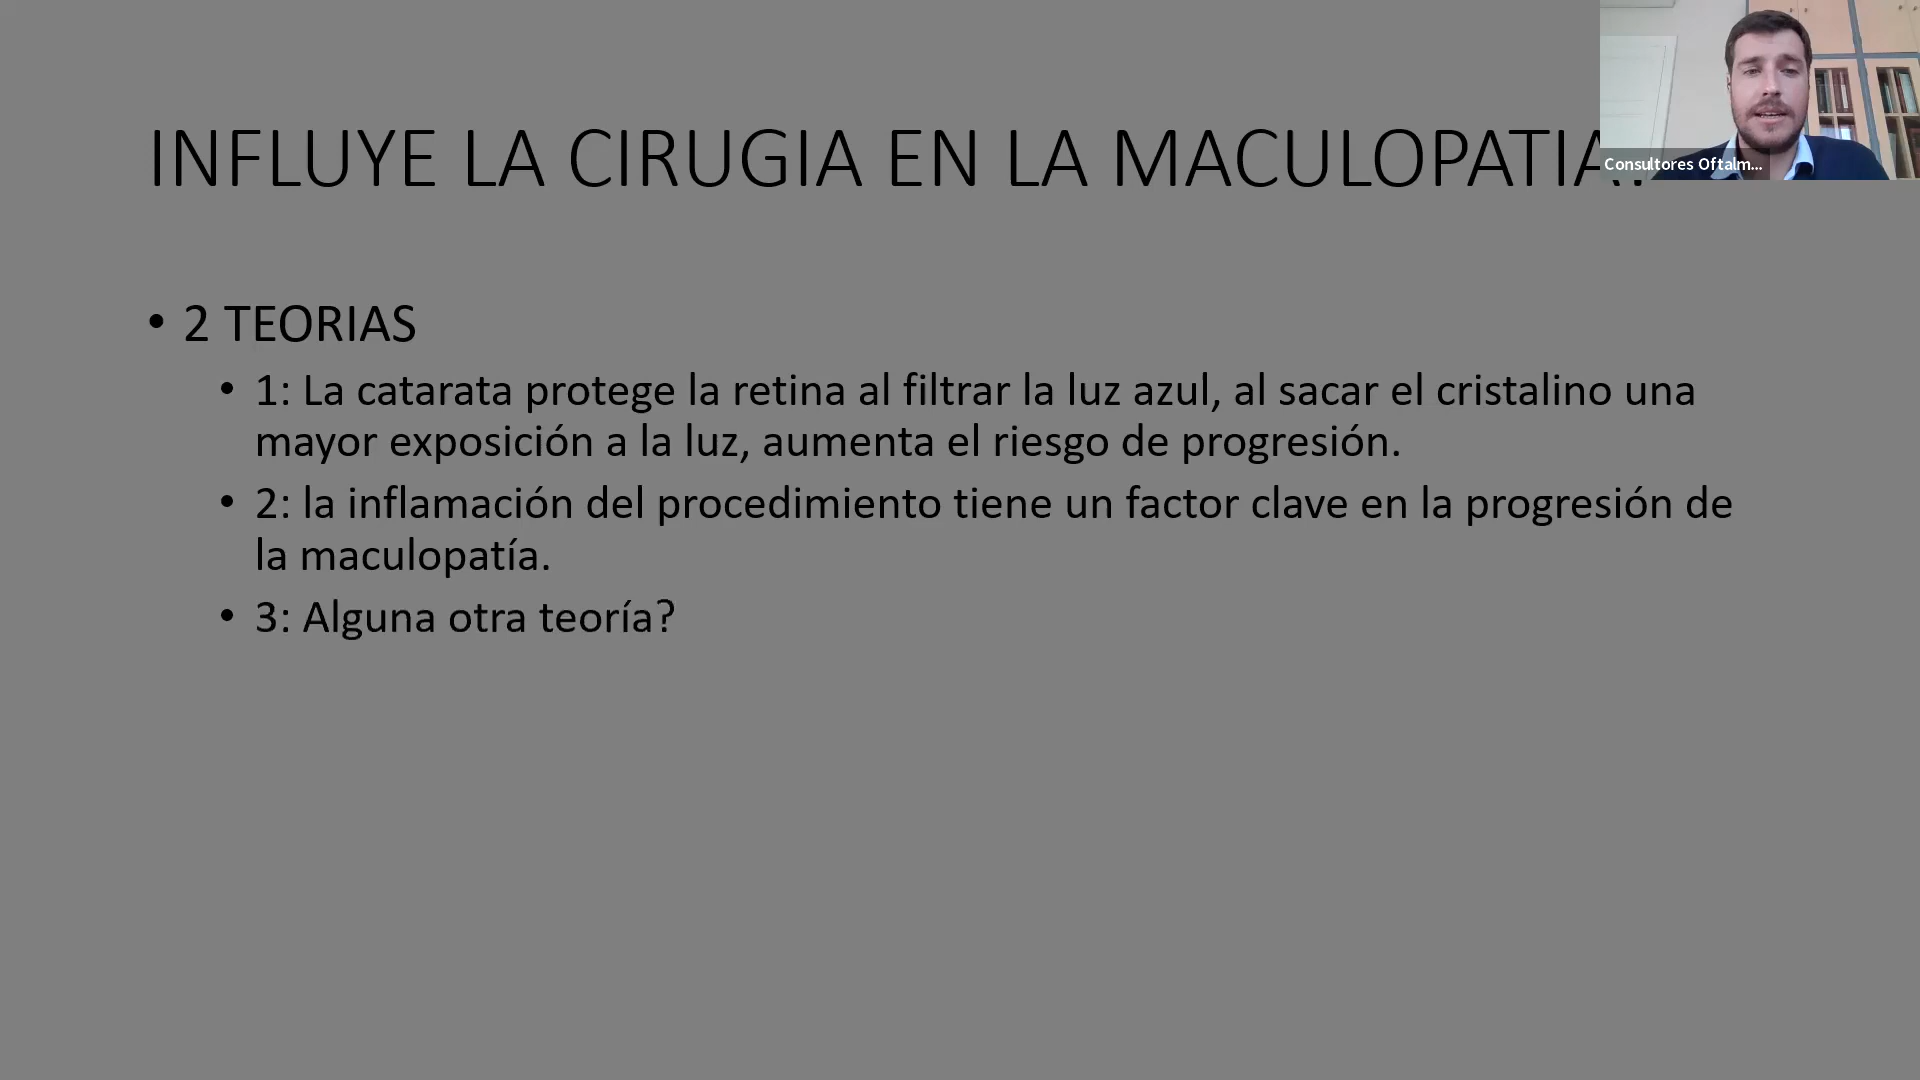 INFLUYE LA CIRUGIA EN LA MACULOPATIA?
Consultores Oftalm...
• 2 TEORIAS
• 1: La catarata protege la retina al filtrar la luz azul, al sacar el cristalino una
mayor exposición a la luz, aumenta el riesgo de progresión.
• 2: la inflamación del procedimiento tiene un factor clave en la progresión de
la maculopatía.
• 3: Alguna otra teoría?